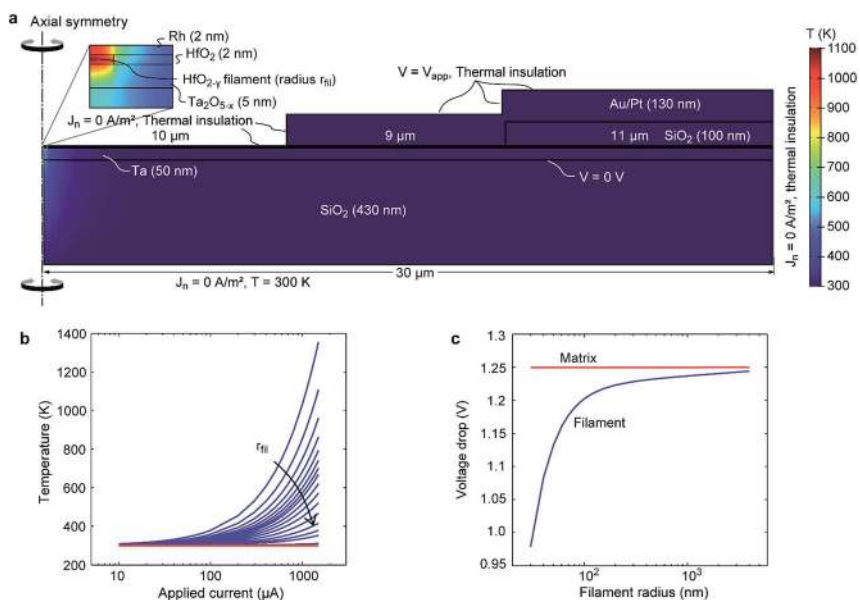 a
Axial symmetry
Rh (2 nm)
HfO₂ (2 nm)
HfO₂₋y filament (radius r_fil)
Ta₂O₅₋ₓ (5 nm)
Jₙ = 0 A/m², Thermal insulation
10 µm
V = V_app, Thermal insulation
Au/Pt (130 nm)
9 µm
11 µm
SiO₂ (100 nm)
Ta (50 nm)
V = 0 V
SiO₂ (430 nm)
30 µm
Jₙ = 0 A/m², T = 300 K
Jₙ = 0 A/m², thermal insulation
T (K)
1100
1000
900
800
700
600
500
400
300
b
1400
1200
1000
800
600
400
200
Temperature (K)
r_fil
10
100
1000
Applied current (µA)
c
1.3
1.25
1.2
1.15
1.1
1.05
1.0
0.95
Voltage drop (V)
Matrix
Filament
10²
10³
Filament radius (nm)